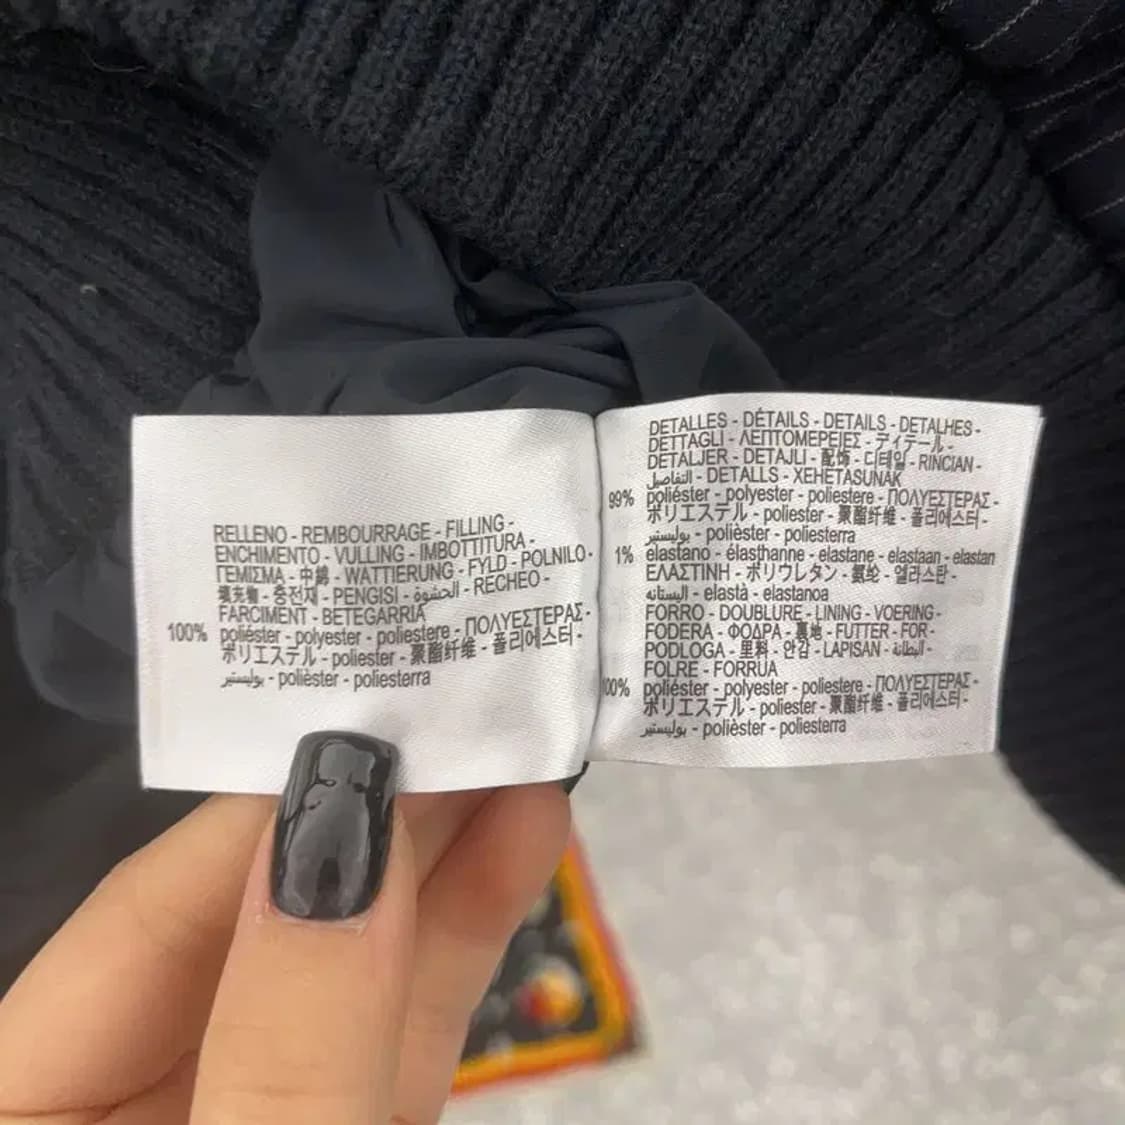 RELLENO - REMBOURRAGE - FILLING -
ENCHIMENTO - VULLING - IMBOTTITURA -
ΓΕΜΙΣΜΑ - 中錦 - WATTIERUNG - FYLD - POLNILO -
填充物 - 충전재 - PENGISI - الحشوة - RECHEO -
FARCIMENT - BETEGARRIA
100% poliéster - polyester - poliestere - ΠΟΛΥΕΣΤΕΡΑΣ -
ポリエステル - poliester - 聚酯纤维 - 폴리에스터 -
بوليستير - polièster - poliesterra
DETALLES - DÉTAILS - DETAILS - DETALHES -
DETTAGLI - ΛΕΠΤΟΜΕΡΕΙΕΣ - ディテール -
DETALJER - DETAJLI - 配饰 - 디테일 - RINCIAN -
التفاصيل - DETALLS - XEHETASUNAK
99% poliéster - polyester - poliestere - ΠΟΛΥΕΣΤΕΡΑΣ -
ポリエステル - poliester - 聚酯纤维 - 폴리에스터 -
بوليستير - polièster - poliesterra
1% elastano - élasthanne - elastane - elastaan - elastan
ΕΛΑΣΤΙΝΗ - ポリウレタン - 氨纶 - 엘라스탄 -
اليستانه - elastà - elastanoa
FORRO - DOUBLURE - LINING - VOERING -
FODERA - ΦΟΔΡΑ - 裏地 - FUTTER - FOR -
PODLOGA - 里料 - 안감 - LAPISAN - البطانة -
FOLRE - FORRUA
100% poliéster - polyester - poliestere - ΠΟΛΥΕΣΤΕΡΑΣ -
ポリエステル - poliester - 聚酯纤维 - 폴리에스터 -
بوليستير - polièster - poliesterra